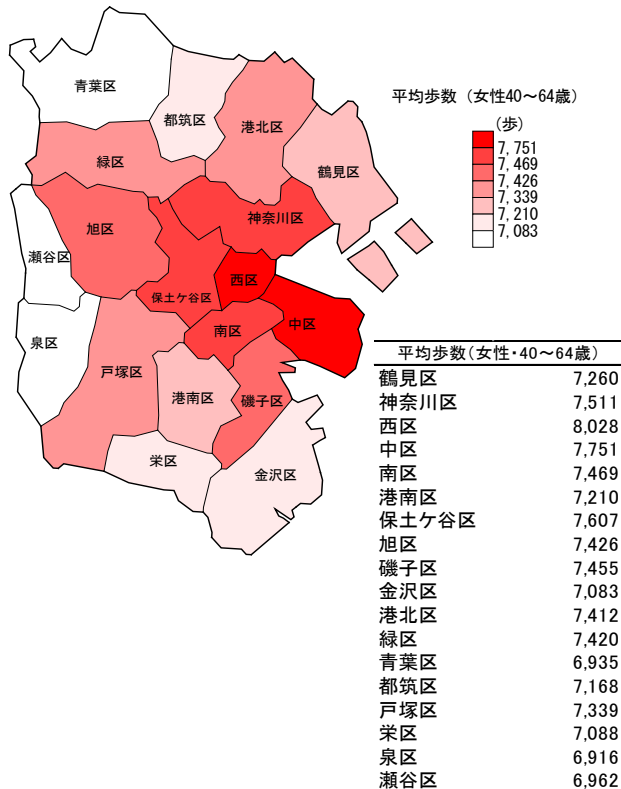 青葉区
都筑区
港北区
緑区
鶴見区
平均歩数（女性40～64歳）
（歩）
7,751
7,469
7,426
7,339
7,210
7,083
神奈川区
旭区
瀬谷区
西区
保土ケ谷区
中区
南区
泉区
戸塚区
港南区
磯子区
栄区
金沢区
平均歩数（女性・40～64歳）
鶴見区 7,260
神奈川区 7,511
西区 8,028
中区 7,751
南区 7,469
港南区 7,210
保土ケ谷区 7,607
旭区 7,426
磯子区 7,455
金沢区 7,083
港北区 7,412
緑区 7,420
青葉区 6,935
都筑区 7,168
戸塚区 7,339
栄区 7,088
泉区 6,916
瀬谷区 6,962